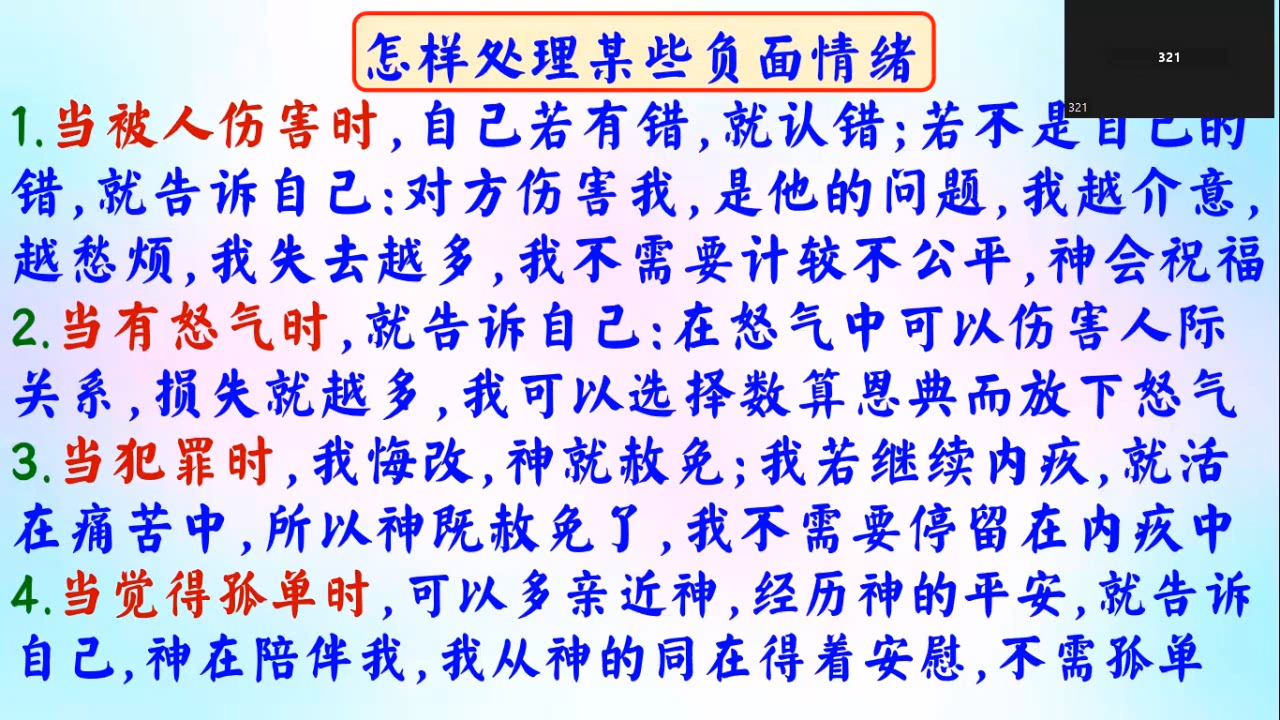 怎样处理某些负面情绪
321
321
1.当被人伤害时,自己若有错,就认错;若不是自己的
错,就告诉自己:对方伤害我,是他的问题,我越介意,
越愁烦,我失去越多,我不需要计较不公平,神会祝福
2.当有怒气时,就告诉自己:在怒气中可以伤害人际
关系,损失就越多,我可以选择数算恩典而放下怒气
3.当犯罪时,我悔改,神就赦免;我若继续内疚,就活
在痛苦中,所以神既赦免了,我不需要停留在内疚中
4.当觉得孤单时,可以多亲近神,经历神的平安,就告诉
自己,神在陪伴我,我从神的同在得着安慰,不需孤单